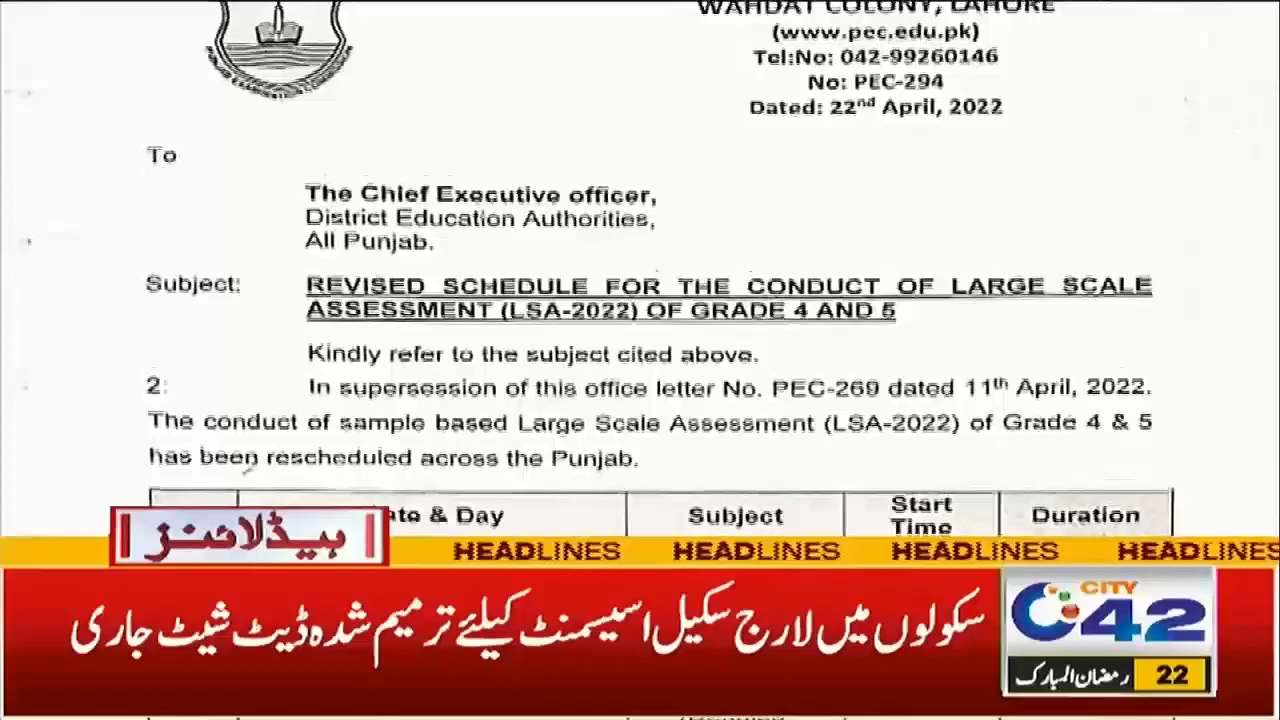 WAHDAT COLONY, LAHORE
(www.pec.edu.pk)
Tel:No: 042-99260146
No: PEC-294
Dated: 22nd April, 2022
To
The Chief Executive officer,
District Education Authorities,
All Punjab.
Subject: REVISED SCHEDULE FOR THE CONDUCT OF LARGE SCALE
ASSESSMENT (LSA-2022) OF GRADE 4 AND 5
Kindly refer to the subject cited above.
2: In supersession of this office letter No. PEC-269 dated 11th April, 2022.
The conduct of sample based Large Scale Assessment (LSA-2022) of Grade 4 & 5
has been rescheduled across the Punjab.
ate & Day Subject Start Time Duration
ہیڈلائنز
HEADLINES HEADLINES HEADLINES HEADLINES
سکولوں میں لارج سکیل اسیسمنٹ کیلئے ترمیم شدہ ڈیٹ شیٹ جاری
CITY
42
22 رمضان المبارک